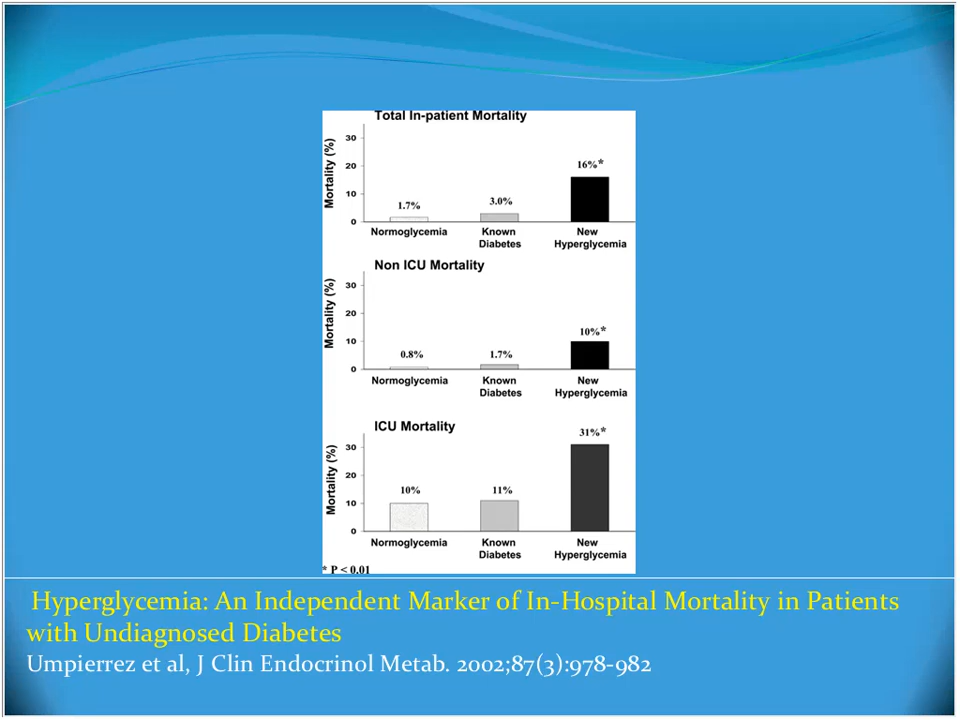 Total In-patient Mortality
Mortality (%)
30
20
10
0
1.7%
3.0%
16%*
Normoglycemia
Known
Diabetes
New
Hyperglycemia
Non ICU Mortality
Mortality (%)
30
20
10
0
0.8%
1.7%
10%*
Normoglycemia
Known
Diabetes
New
Hyperglycemia
ICU Mortality
Mortality (%)
30
20
10
0
10%
11%
31%*
Normoglycemia
Known
Diabetes
New
Hyperglycemia
* P < 0.01
Hyperglycemia: An Independent Marker of In-Hospital Mortality in Patients
with Undiagnosed Diabetes
Umpierrez et al, J Clin Endocrinol Metab. 2002;87(3):978-982